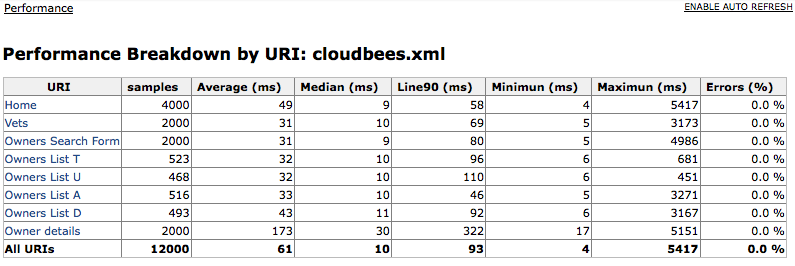 Performance ENABLE AUTO REFRESH
Performance Breakdown by URI: cloudbees.xml
URI samples Average (ms) Median (ms) Line90 (ms) Minimun (ms) Maximun (ms) Errors (%)
Home 4000 49 9 58 4 5417 0.0 %
Vets 2000 31 10 69 5 3173 0.0 %
Owners Search Form 2000 31 9 80 5 4986 0.0 %
Owners List T 523 32 10 96 6 681 0.0 %
Owners List U 468 32 10 110 6 451 0.0 %
Owners List A 516 33 10 46 5 3271 0.0 %
Owners List D 493 43 11 92 6 3167 0.0 %
Owner details 2000 173 30 322 17 5151 0.0 %
All URIs 12000 61 10 93 4 5417 0.0 %